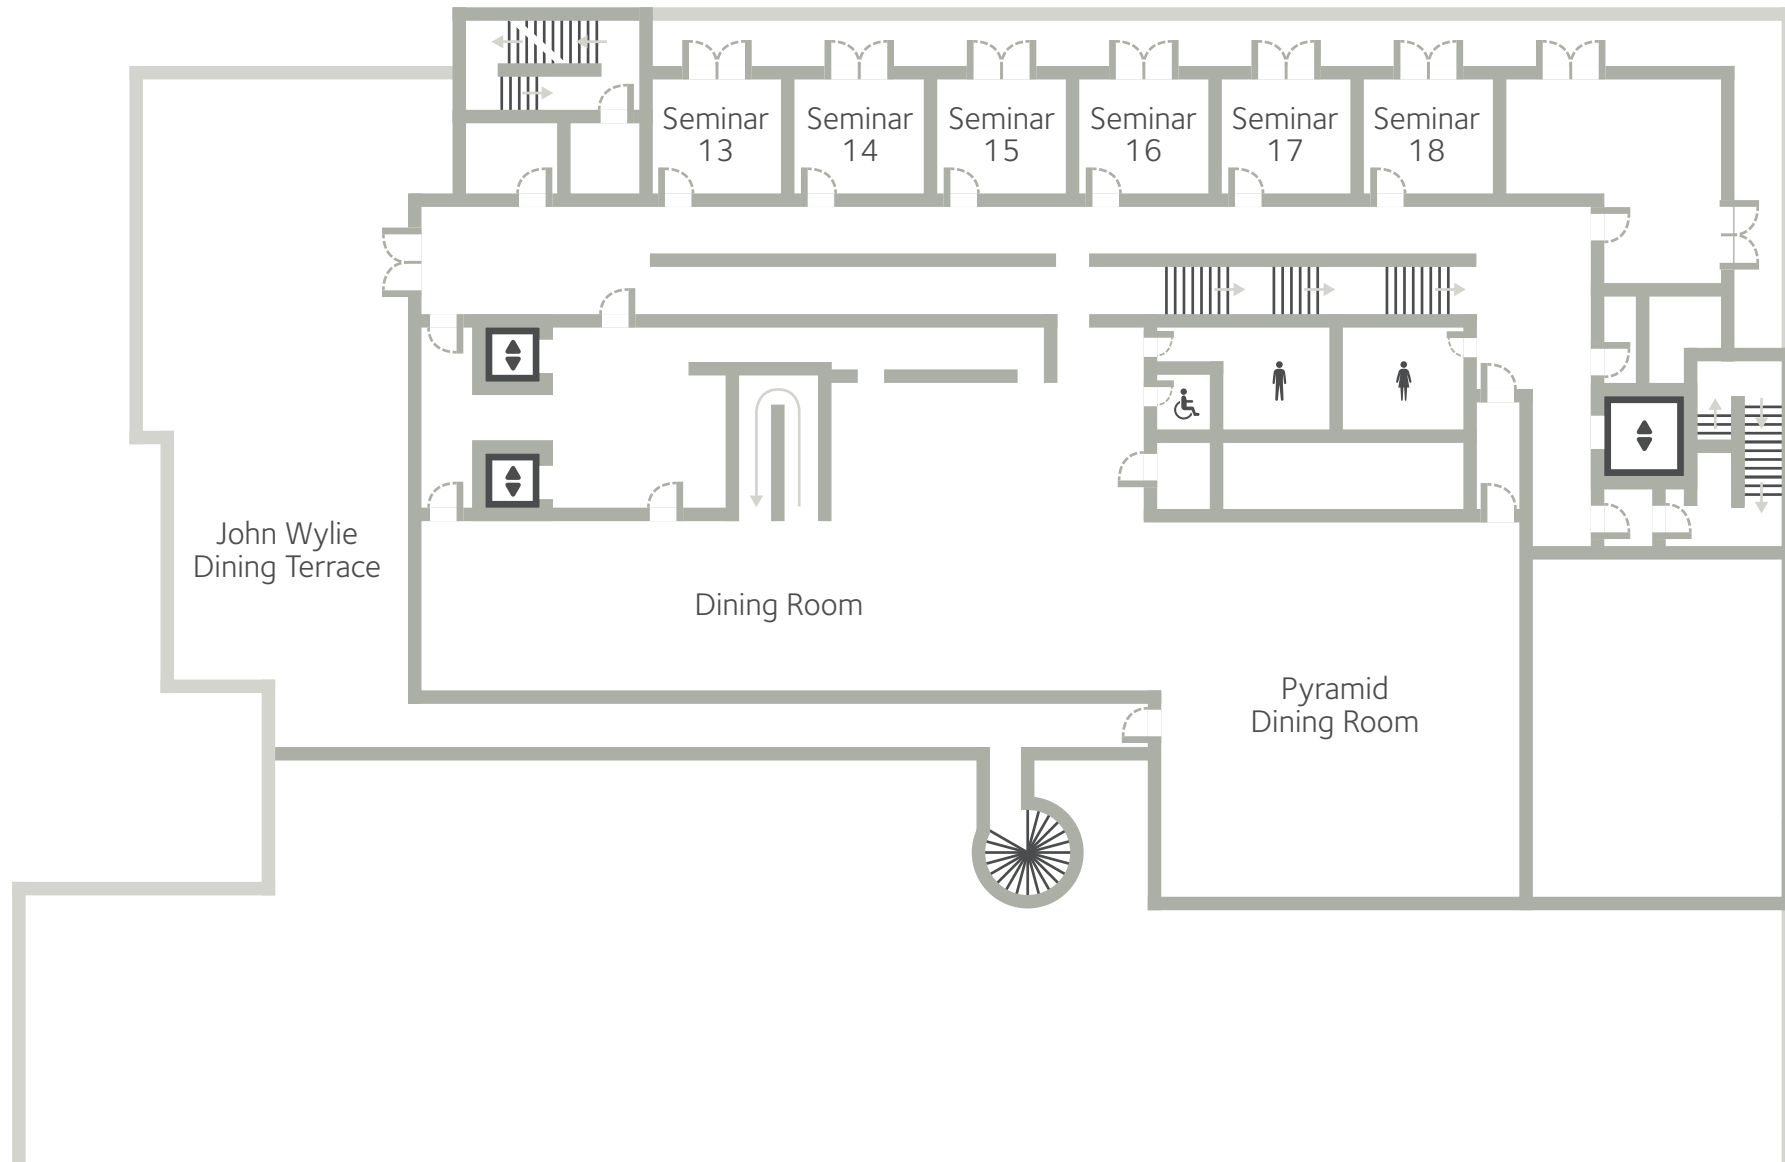 Seminar
13
Seminar
14
Seminar
15
Seminar
16
Seminar
17
Seminar
18
John Wylie
Dining Terrace
Dining Room
Pyramid
Dining Room